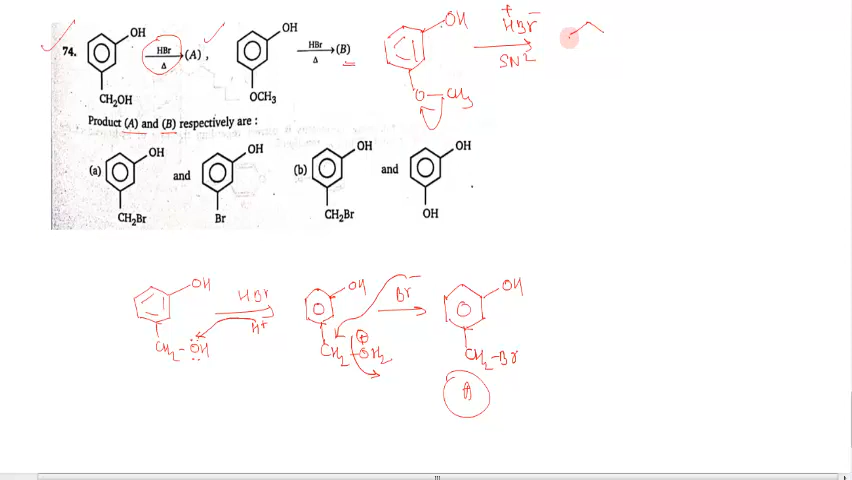 OH OH OH + HBr–
74. HBr (A) , HBr (B) SN2
Δ Δ
CH₂OH OCH₃ O–CH₃
Product (A) and (B) respectively are :
(a) OH and OH (b) OH and OH
CH₂Br Br CH₂Br OH
OH HBr OH Br– OH
H+
CH₂–OH CH₂–OH₂ + CH₂–Br
A